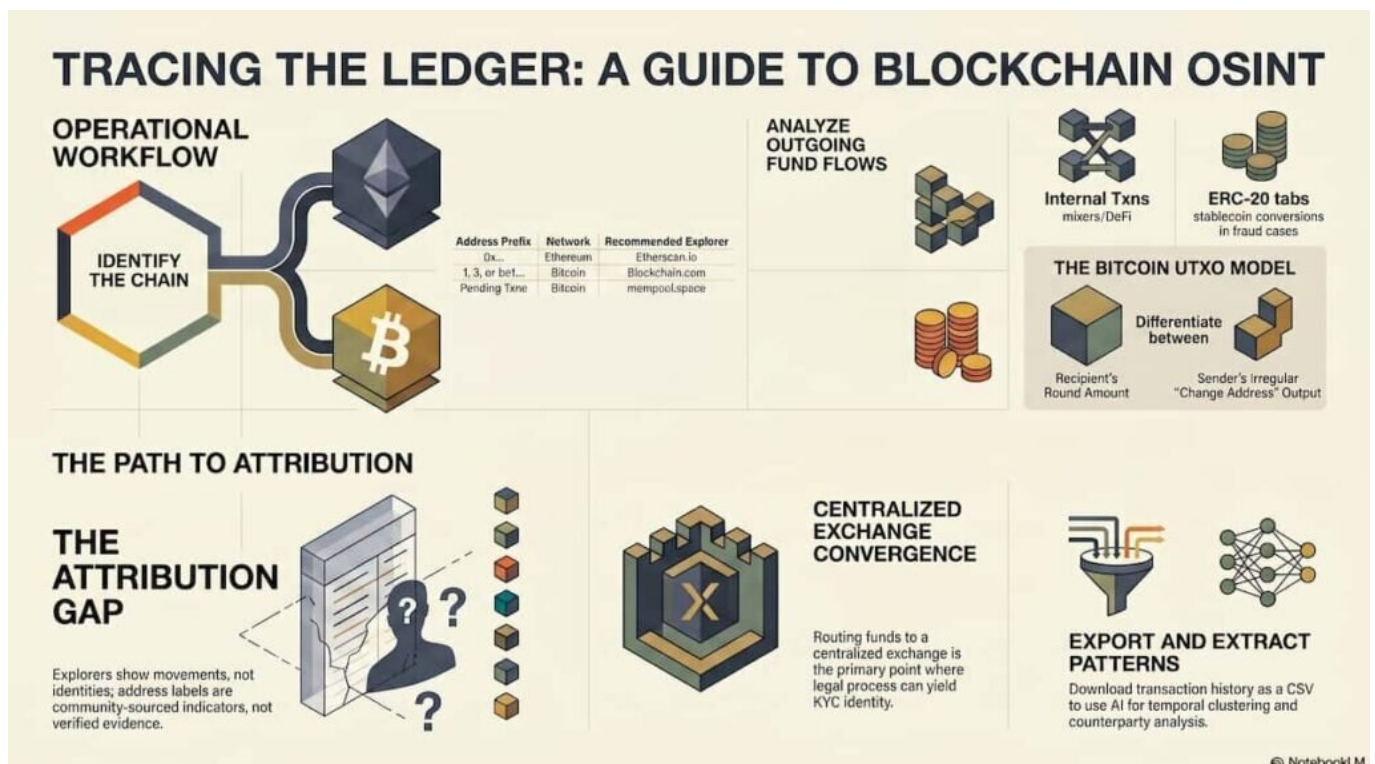 TRACING THE LEDGER: A GUIDE TO BLOCKCHAIN OSINT
OPERATIONAL
WORKFLOW
IDENTIFY
THE CHAIN
Address Prefix Network Recommended Explorer
0x... Ethereum Etherscan.io
1, 3, or be1... Bitcoin Blockchain.com
Pending Txne Bitcoin mempool.space
ANALYZE
OUTGOING
FUND FLOWS
Internal Txns
mixers/DeFi
ERC-20 tabs
stablecoin conversions
in fraud cases
THE BITCOIN UTXO MODEL
Differentiate
between
Recipient's
Round Amount
Sender's Irregular
"Change Address" Output
THE PATH TO ATTRIBUTION
THE
ATTRIBUTION
GAP
? ? ?
Explorers show movements, not
identities; address labels are
community-sourced indicators, not
verified evidence.
CENTRALIZED
EXCHANGE
CONVERGENCE
Routing funds to a
centralized exchange is
the primary point where
legal process can yield
KYC identity.
EXPORT AND EXTRACT
PATTERNS
Download transaction history as a CSV
to use AI for temporal clustering and
counterparty analysis.
NotebookLM